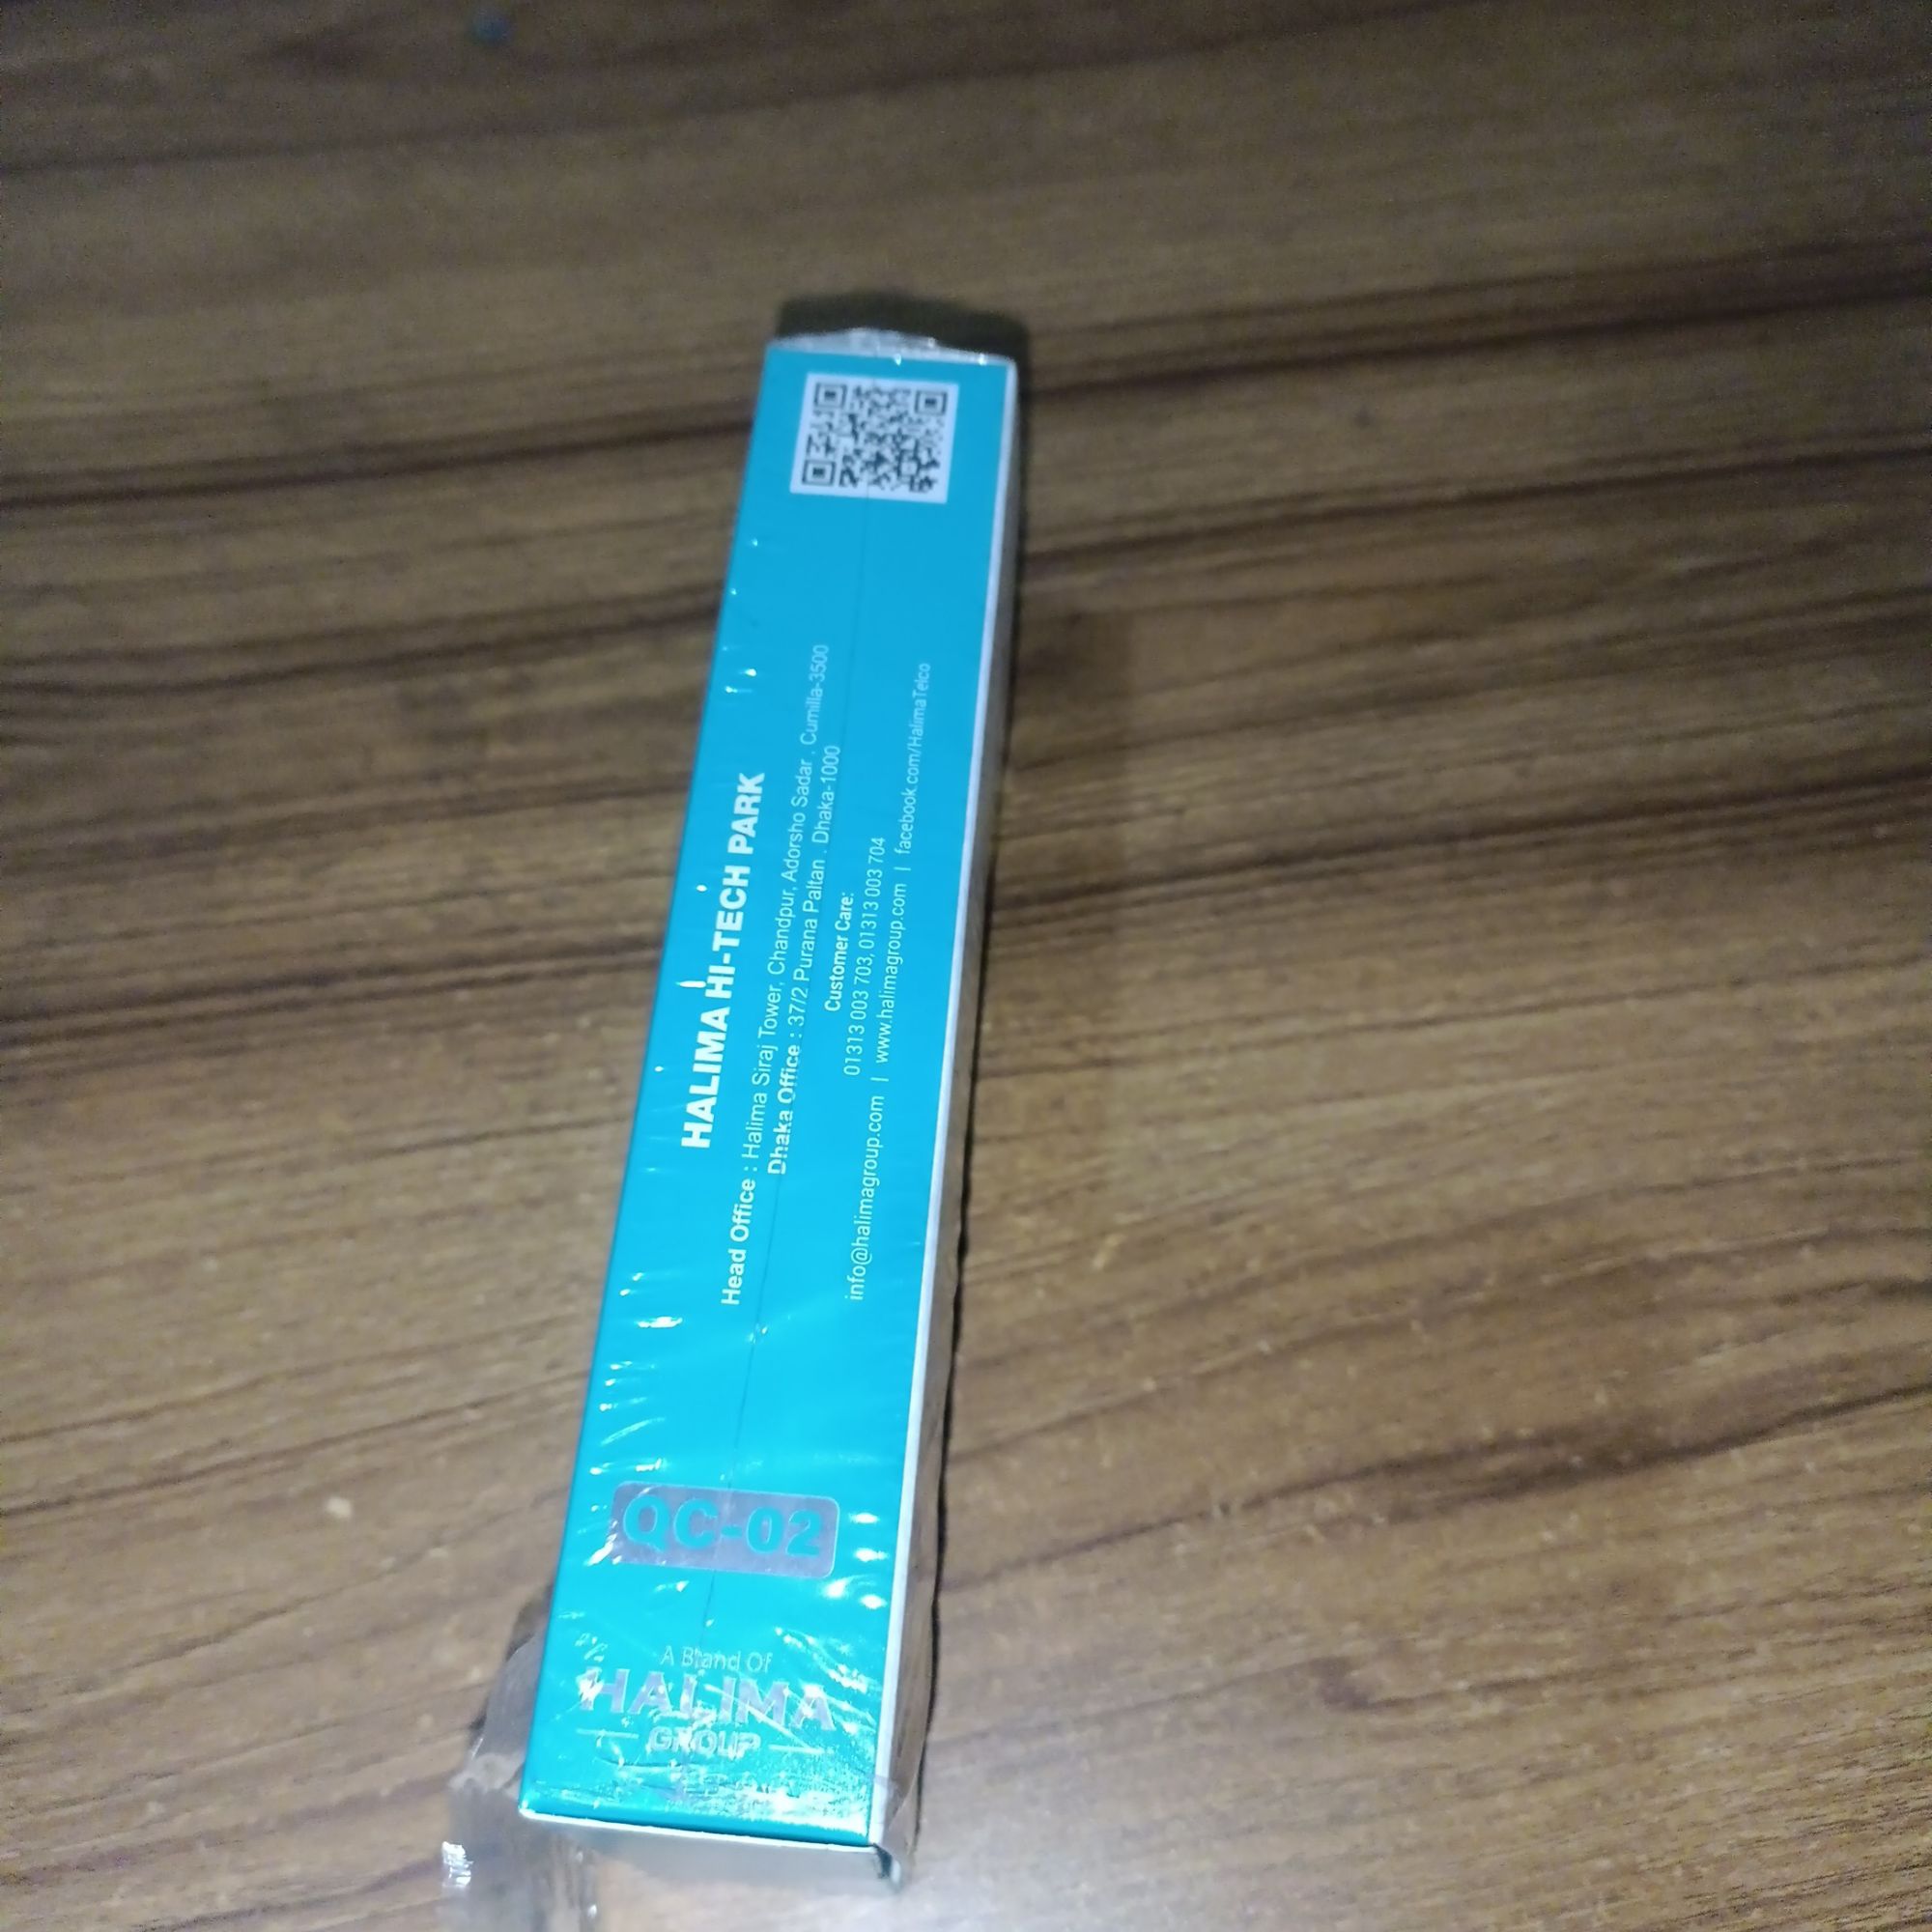 HALIMA HI-TECH PARK
Head Office : Halima Siraj Tower, Chandpur, Adorsho Sadar . Cumilla-3500
Dhaka Office : 37/2 Purana Paltan . Dhaka-1000
Customer Care:
01313 003 703, 01313 003 704
info@halimagroup.com | www.halimagroup.com | facebook.com/HalimaTelco
QC-02
A Brand Of
HALIMA
GROUP